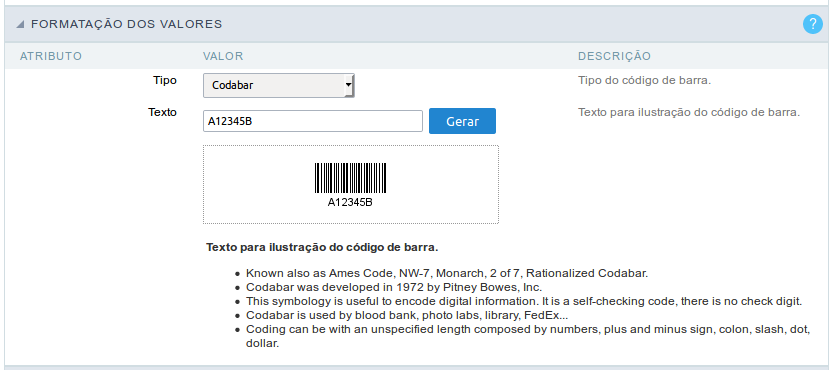 FORMATAÇÃO DOS VALORES
?
ATRIBUTO VALOR DESCRIÇÃO
Tipo Codabar Tipo do código de barra.
Texto A12345B Gerar Texto para ilustração do código de barra.
A12345B
Texto para ilustração do código de barra.
• Known also as Ames Code, NW-7, Monarch, 2 of 7, Rationalized Codabar.
• Codabar was developed in 1972 by Pitney Bowes, Inc.
• This symbology is useful to encode digital information. It is a self-checking code, there is no check digit.
• Codabar is used by blood bank, photo labs, library, FedEx...
• Coding can be with an unspecified length composed by numbers, plus and minus sign, colon, slash, dot,
dollar.